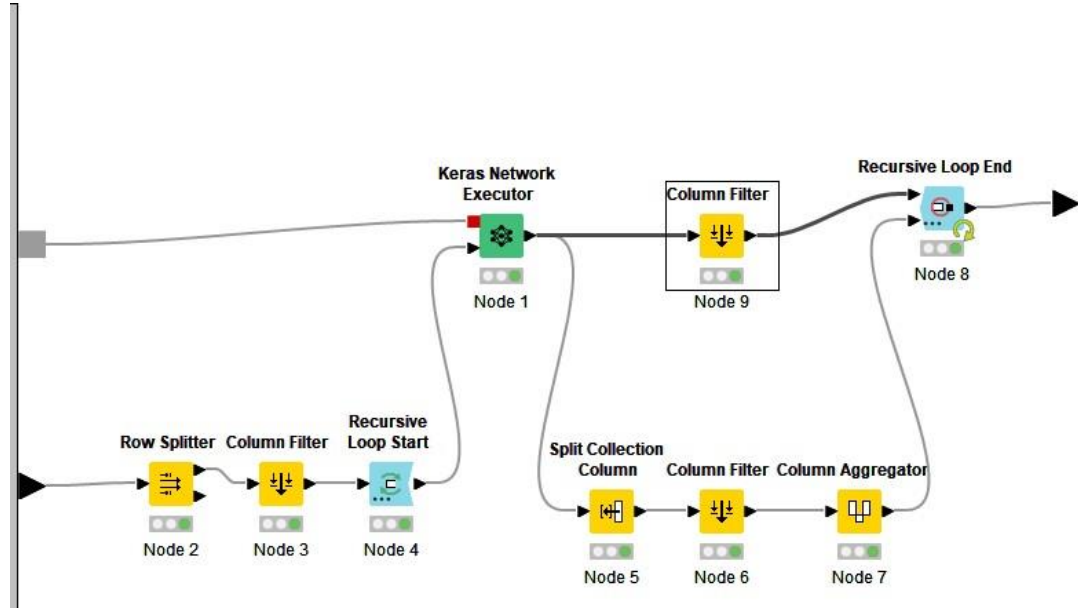 Keras Network
Executor
Node 1
Column Filter
Node 9
Recursive Loop End
Node 8
Row Splitter
Node 2
Column Filter
Node 3
Recursive
Loop Start
Node 4
Split Collection
Column
Node 5
Column Filter
Node 6
Column Aggregator
Node 7